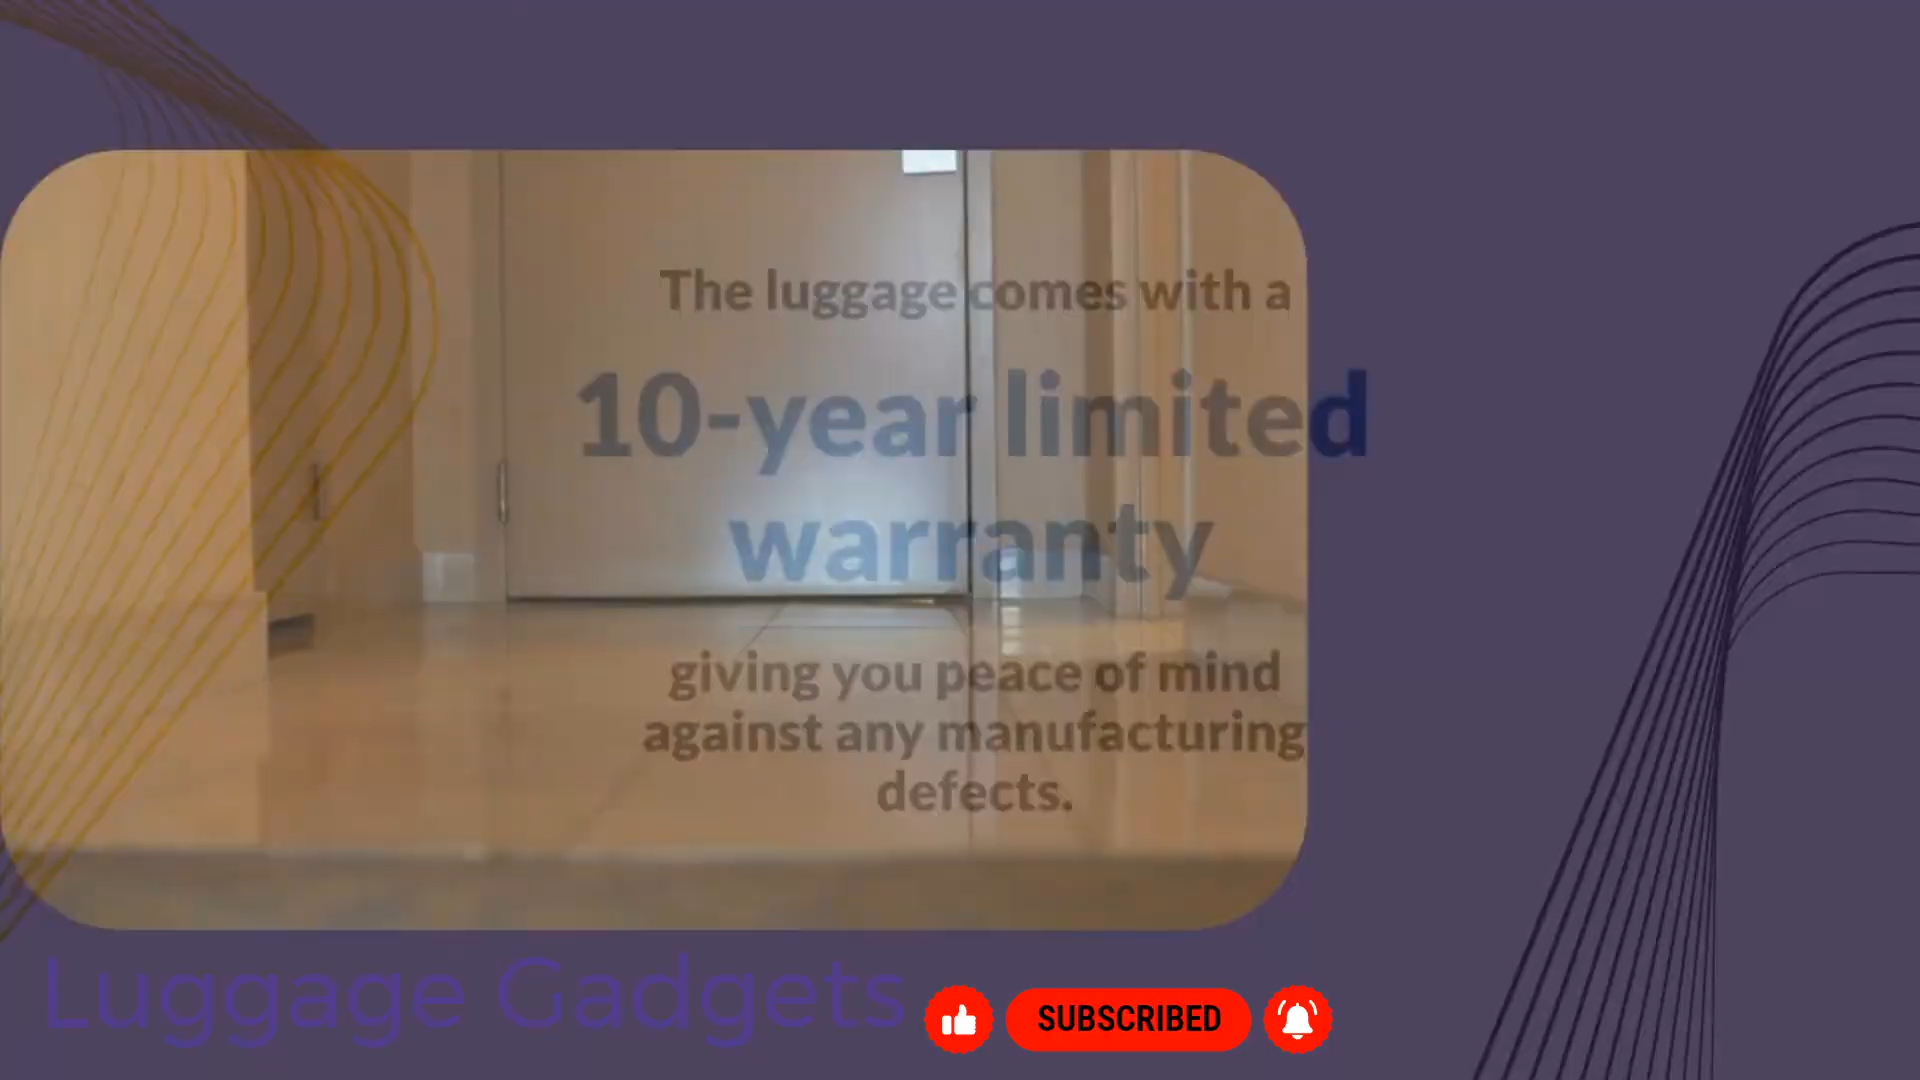 The luggage comes with a
10-year limited
warranty
giving you peace of mind
against any manufacturing
defects.
Luggage Gadgets
SUBSCRIBED